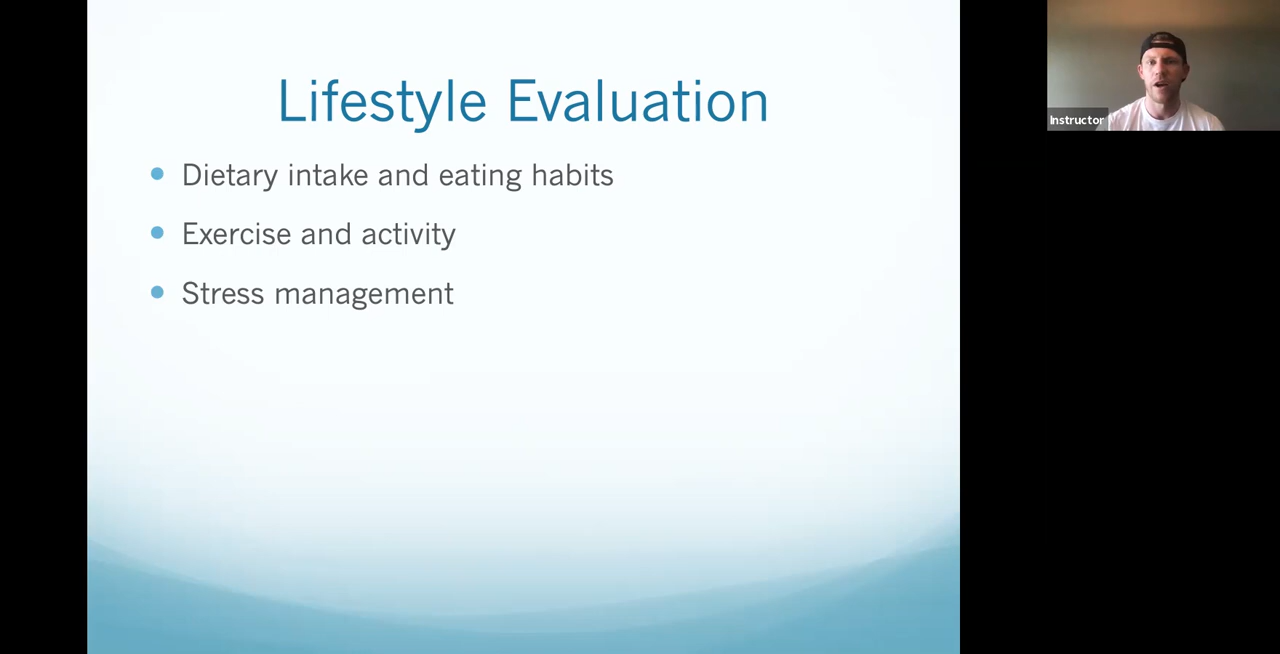 Lifestyle Evaluation
Dietary intake and eating habits
Exercise and activity
Stress management
Instructor